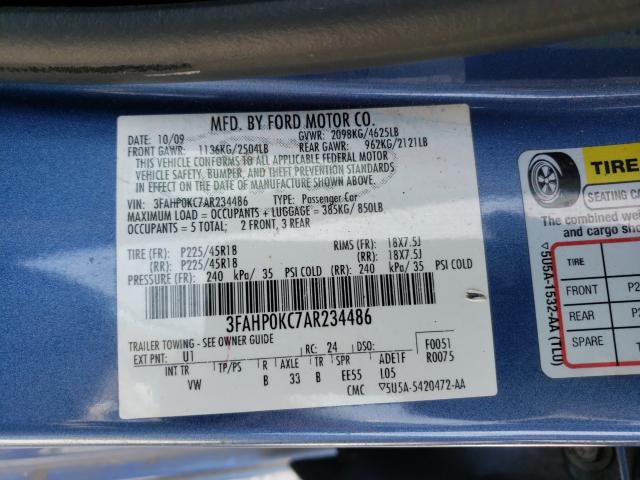 MFD. BY FORD MOTOR CO.
DATE: 10/09 GVWR: 2098KG/4625LB
FRONT GAWR: 1136KG/2504LB REAR GAWR: 962KG/2121LB
THIS VEHICLE CONFORMS TO ALL APPLICABLE FEDERAL MOTOR
VEHICLE SAFETY, BUMPER, AND THEFT PREVENTION STANDARDS
IN EFFECT ON THE DATE OF MANUFACTURE SHOWN ABOVE.
VIN: 3FAHP0KC7AR234486 TYPE: Passenger Car
MAXIMUM LOAD = OCCUPANTS + LUGGAGE = 385KG/ 850LB
OCCUPANTS = 5 TOTAL: 2 FRONT, 3 REAR
TIRE (FR): P225/45R18 RIMS (FR): 18X7.5J
(RR): P225/45R18 (RR): 18X7.5J
PRESSURE (FR): 240 kPa/ 35 PSI COLD (RR): 240 kPa/ 35 PSI COLD
3FAHP0KC7AR234486
TRAILER TOWING - SEE OWNER GUIDE
EXT PNT: U1 RC: 24 DSO: F0051
INT TR TP/PS R AXLE TR SPR ADE1F R0075
VW B 33 B EE55 L05
CMC ▽5U5A-5420472-AA
TIRE
SEATING CA
The combined we
and cargo sho
TIRE
FRONT P2
REAR P2
SPARE T
▽5U5A-1532-AA (TL0)